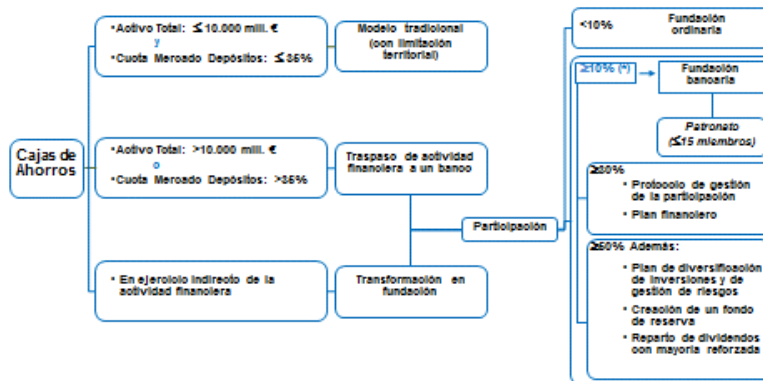 Cajas de
Ahorros
•Activo Total: ≤10.000 mill. €
y
•Cuota Mercado Depósitos: ≤35%
Modelo tradicional
(con limitación
territorial)
•Activo Total: >10.000 mill. €
o
•Cuota Mercado Depósitos: >35%
Traspaso de actividad
financiera a un banco
• En ejercicio indirecto de la
actividad financiera
Transformación en
fundación
Participación
<10% Fundación
ordinaria
≥10% (*)
Fundación
bancaria
Patronato
(≤15 miembros)
≥30%
• Protocolo de gestión
de la participación
• Plan financiero
≥50% Además:
• Plan de diversificación
de inversiones y de
gestión de riesgos
• Creación de un fondo
de reserva
• Reparto de dividendos
con mayoría reforzada